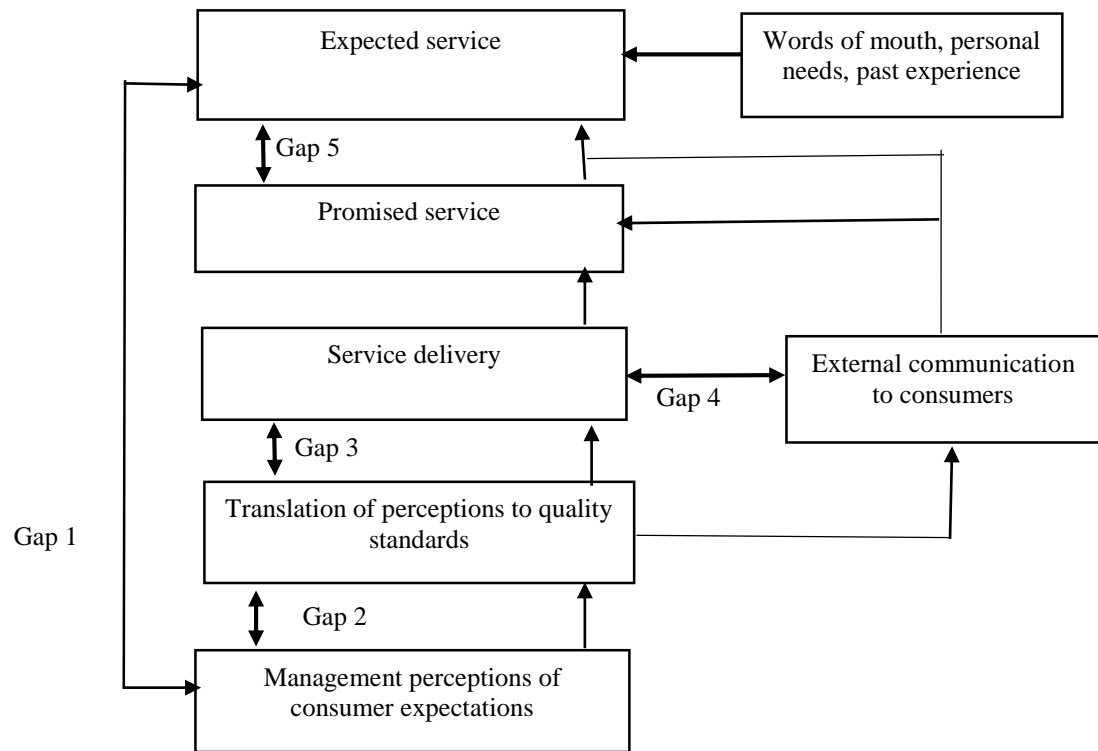 Expected service
Words of mouth, personal
needs, past experience
Gap 5
Promised service
Service delivery
External communication
to consumers
Gap 4
Gap 3
Translation of perceptions to quality
standards
Gap 1
Gap 2
Management perceptions of
consumer expectations